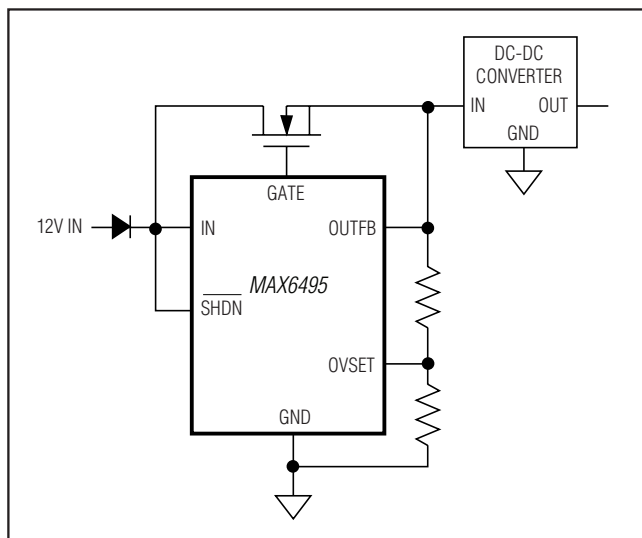 DC-DC
CONVERTER
IN OUT
GND
GATE
12V IN
IN OUTFB
MAX6495
SHDN
OVSET
GND